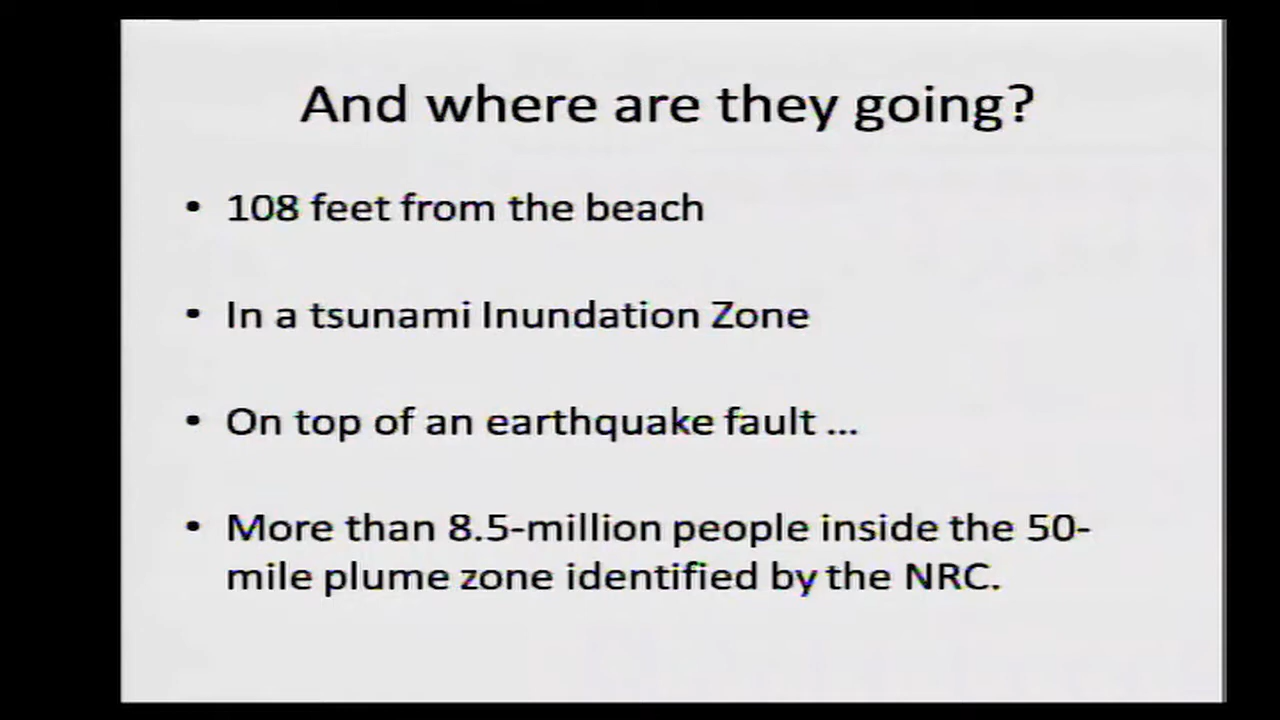 And where are they going?
• 108 feet from the beach
• In a tsunami Inundation Zone
• On top of an earthquake fault ...
• More than 8.5-million people inside the 50-
mile plume zone identified by the NRC.